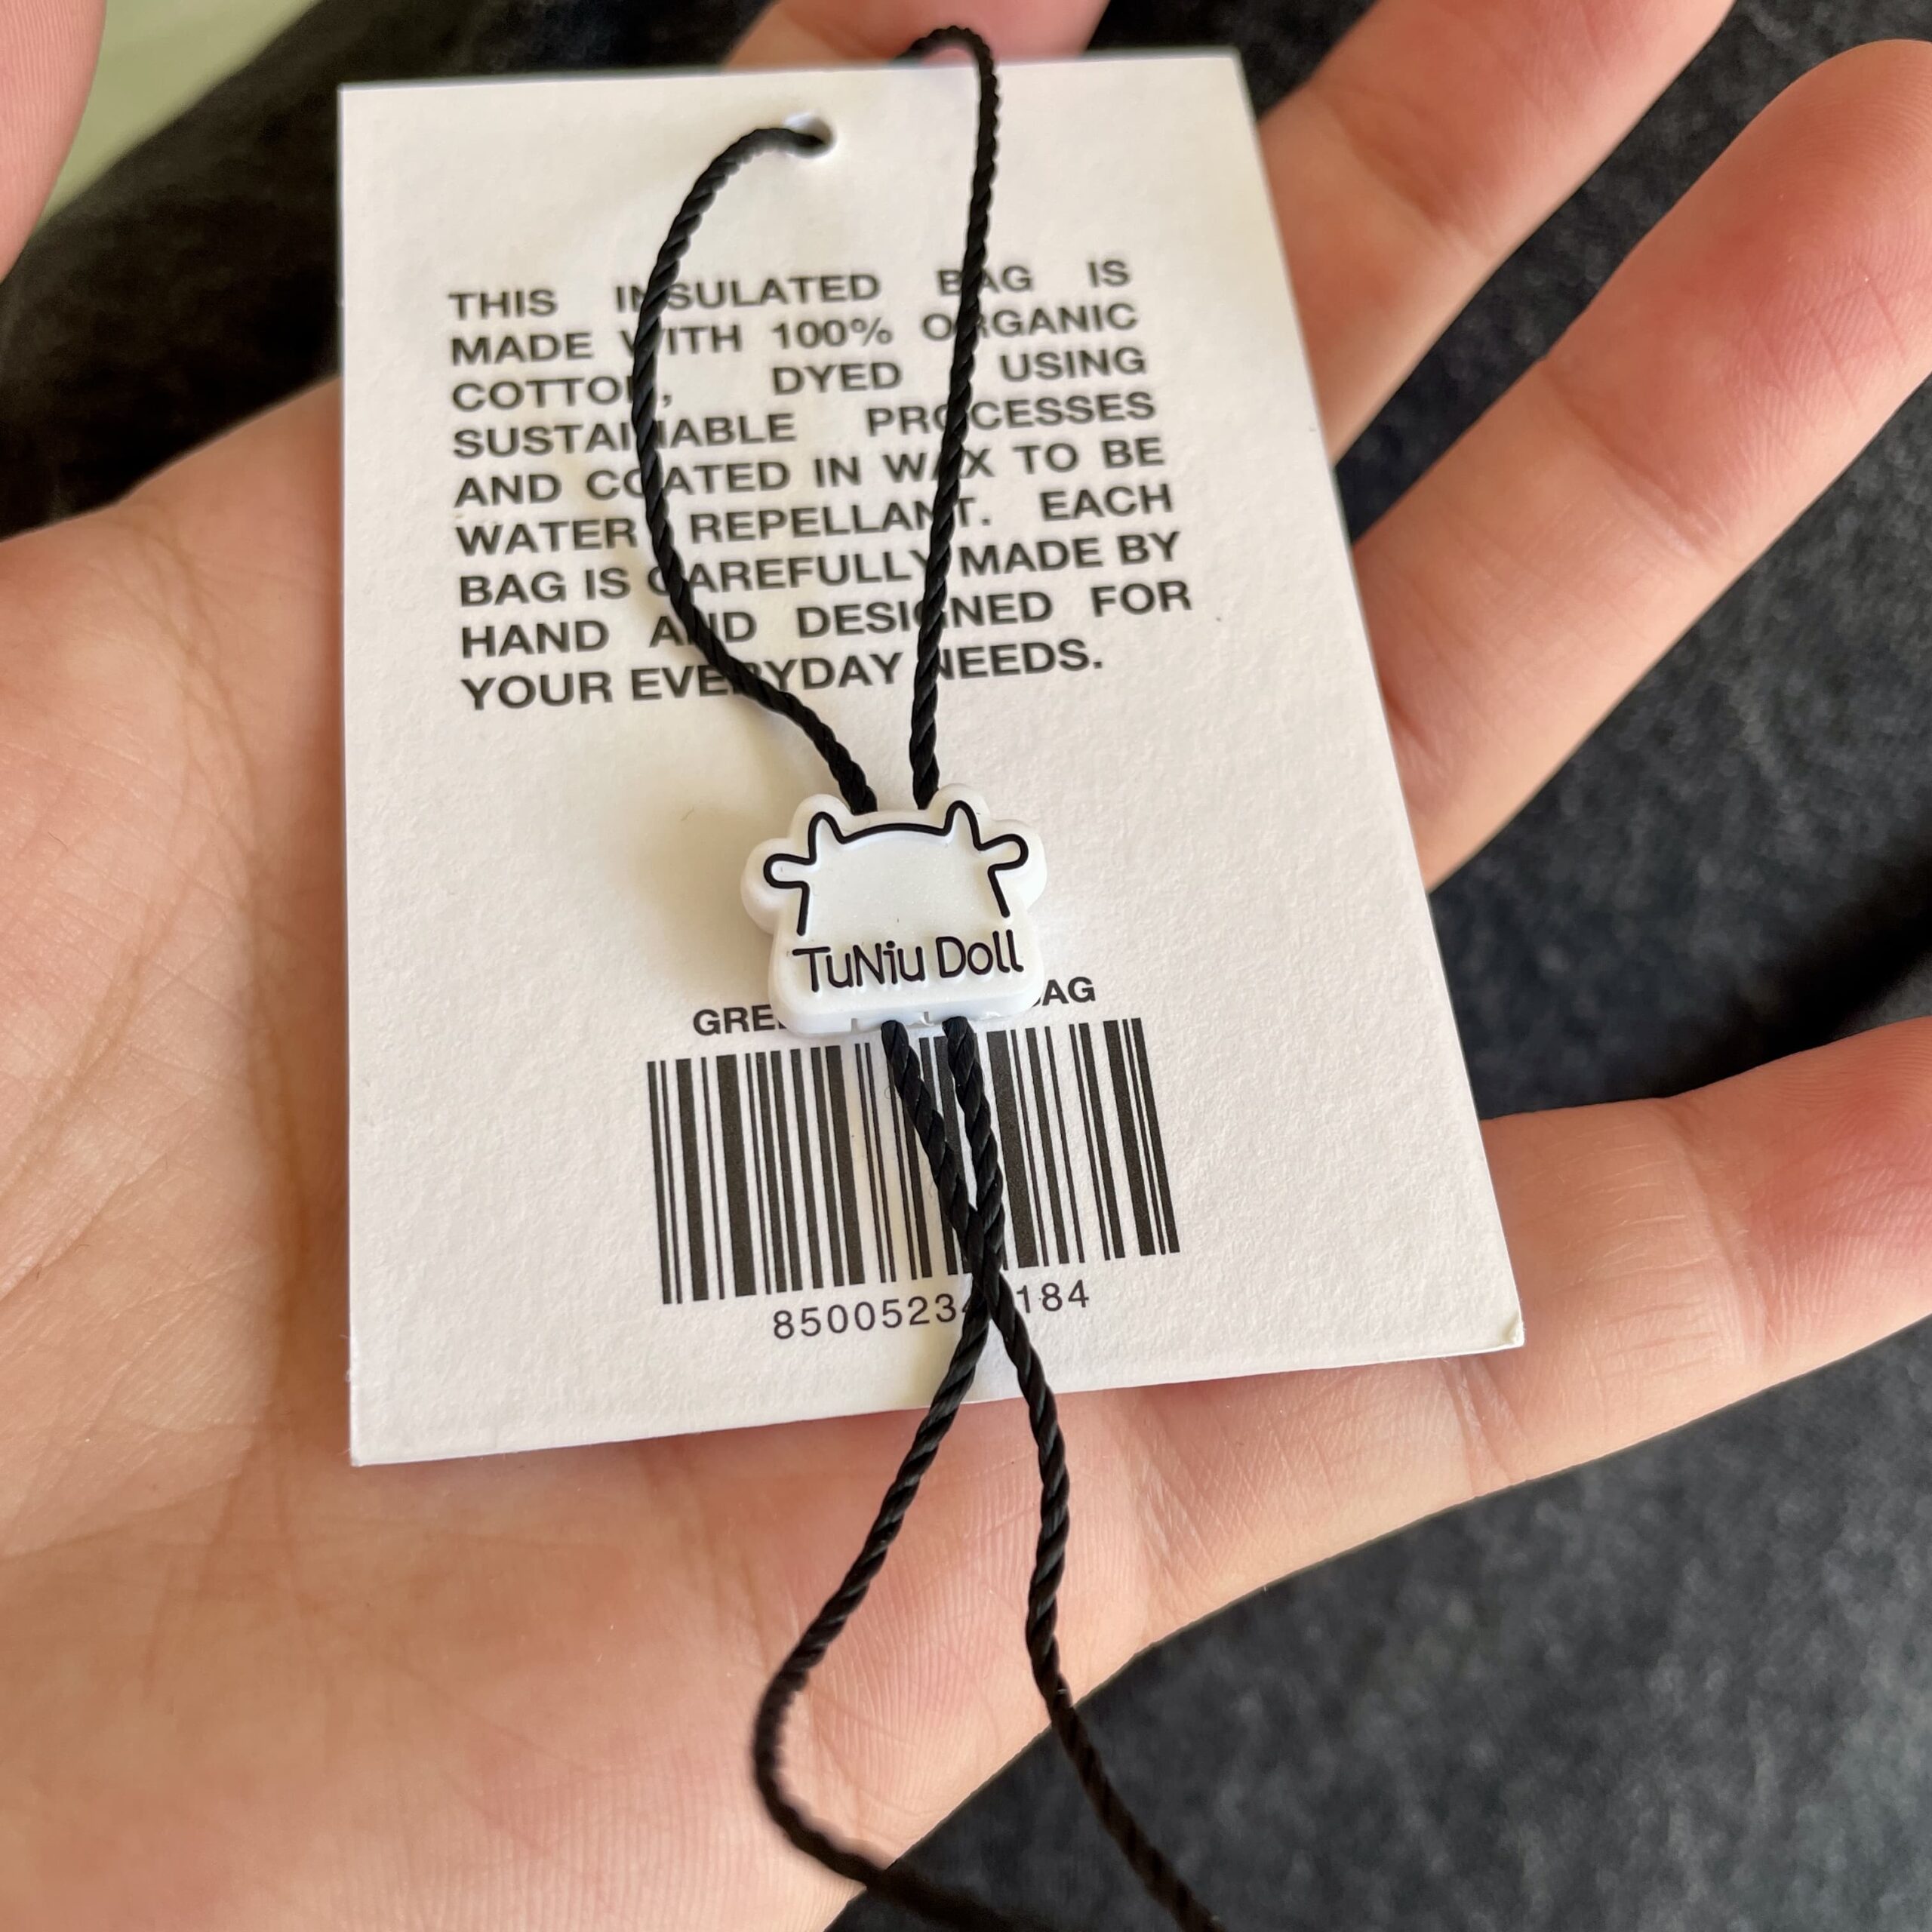 THIS INSULATED BAG IS
MADE WITH 100% ORGANIC
COTTON, DYED USING
SUSTAINABLE PROCESSES
AND COATED IN WAX TO BE
WATER REPELLANT. EACH
BAG IS CAREFULLY MADE BY
HAND AND DESIGNED FOR
YOUR EVERYDAY NEEDS.
TuNiu Doll